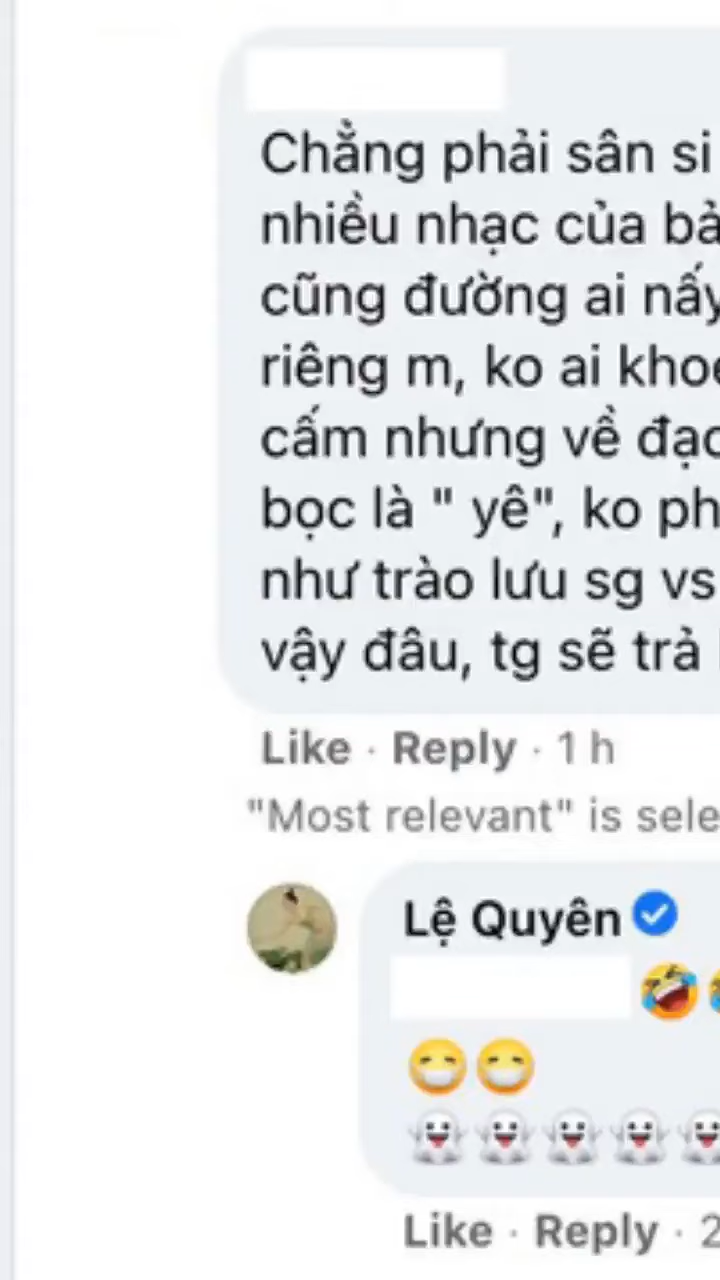 Chẳng phải sân si
nhiều nhạc của bả
cũng đường ai nấy
riêng m, ko ai khoe
cấm nhưng về đạo
bọc là " yê", ko ph
như trào lưu sg vs
vậy đâu, tg sẽ trả
Like · Reply · 1 h
"Most relevant" is sele
Lệ Quyên
Like · Reply · 2